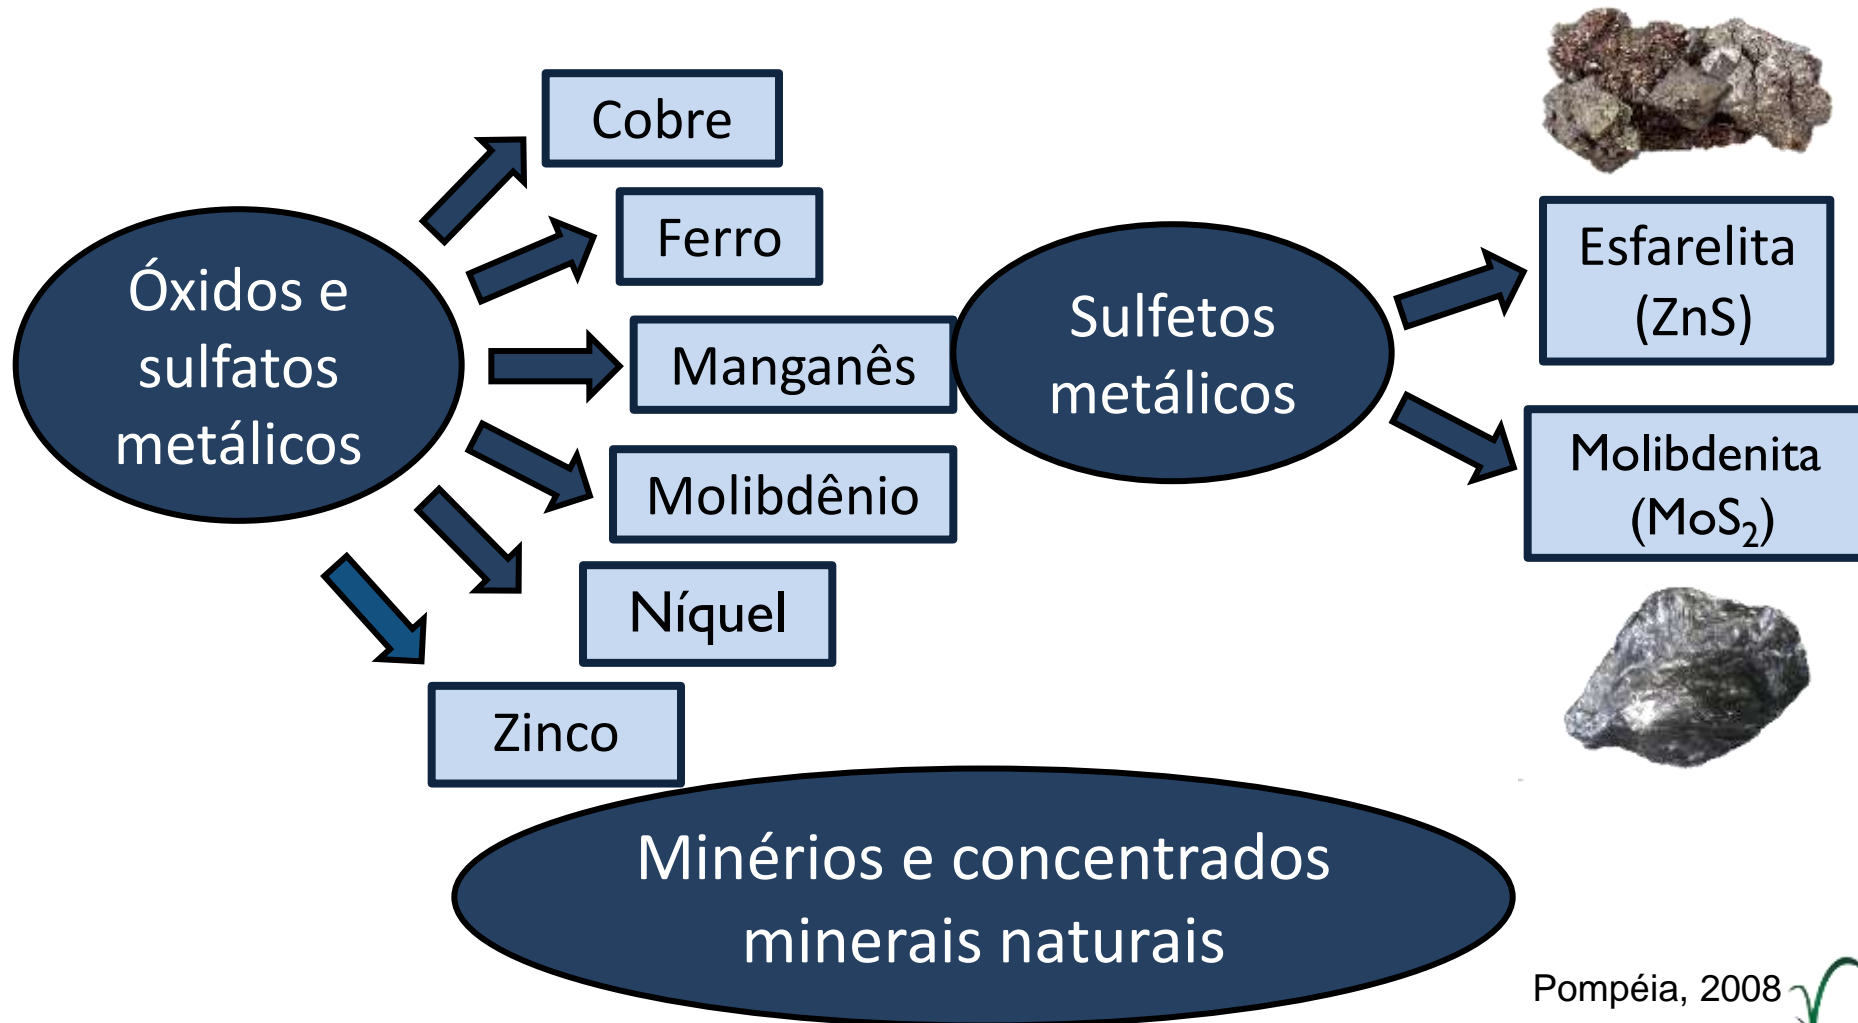 Óxidos e
sulfatos
metálicos
Cobre
Ferro
Manganês
Molibdênio
Níquel
Zinco
Sulfetos
metálicos
Esfarelita
(ZnS)
Molibdenita
(MoS₂)
Minérios e concentrados
minerais naturais
Pompéia, 2008